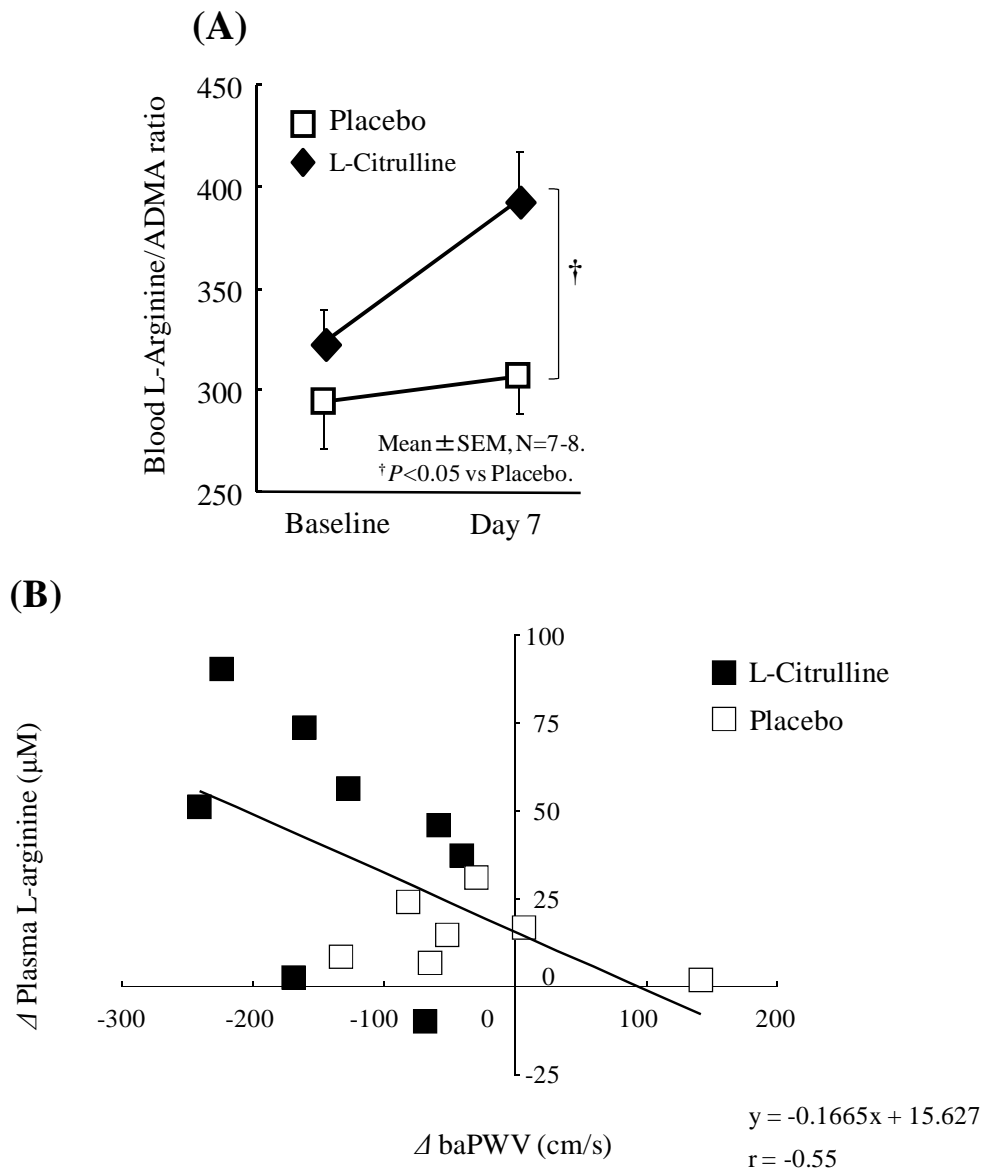 (A)
Blood L-Arginine/ADMA ratio
450
400
350
300
250
Placebo
L-Citrulline
†
Mean±SEM, N=7-8.
†P<0.05 vs Placebo.
Baseline
Day 7
(B)
Δ Plasma L-arginine (μM)
100
75
50
25
0
-25
L-Citrulline
Placebo
-300
-200
-100
0
100
200
Δ baPWV (cm/s)
y = -0.1665x + 15.627
r = -0.55